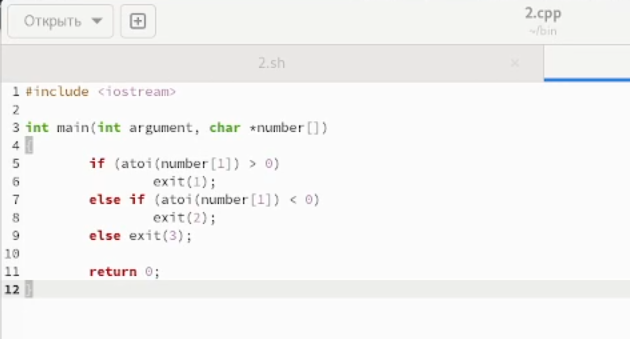 Открыть
2.cpp
~/bin
2.sh
1 #include <iostream>
2
3 int main(int argument, char *number[])
4 {
5 if (atoi(number[1]) > 0)
6 exit(1);
7 else if (atoi(number[1]) < 0)
8 exit(2);
9 else exit(3);
10
11 return 0;
12 }